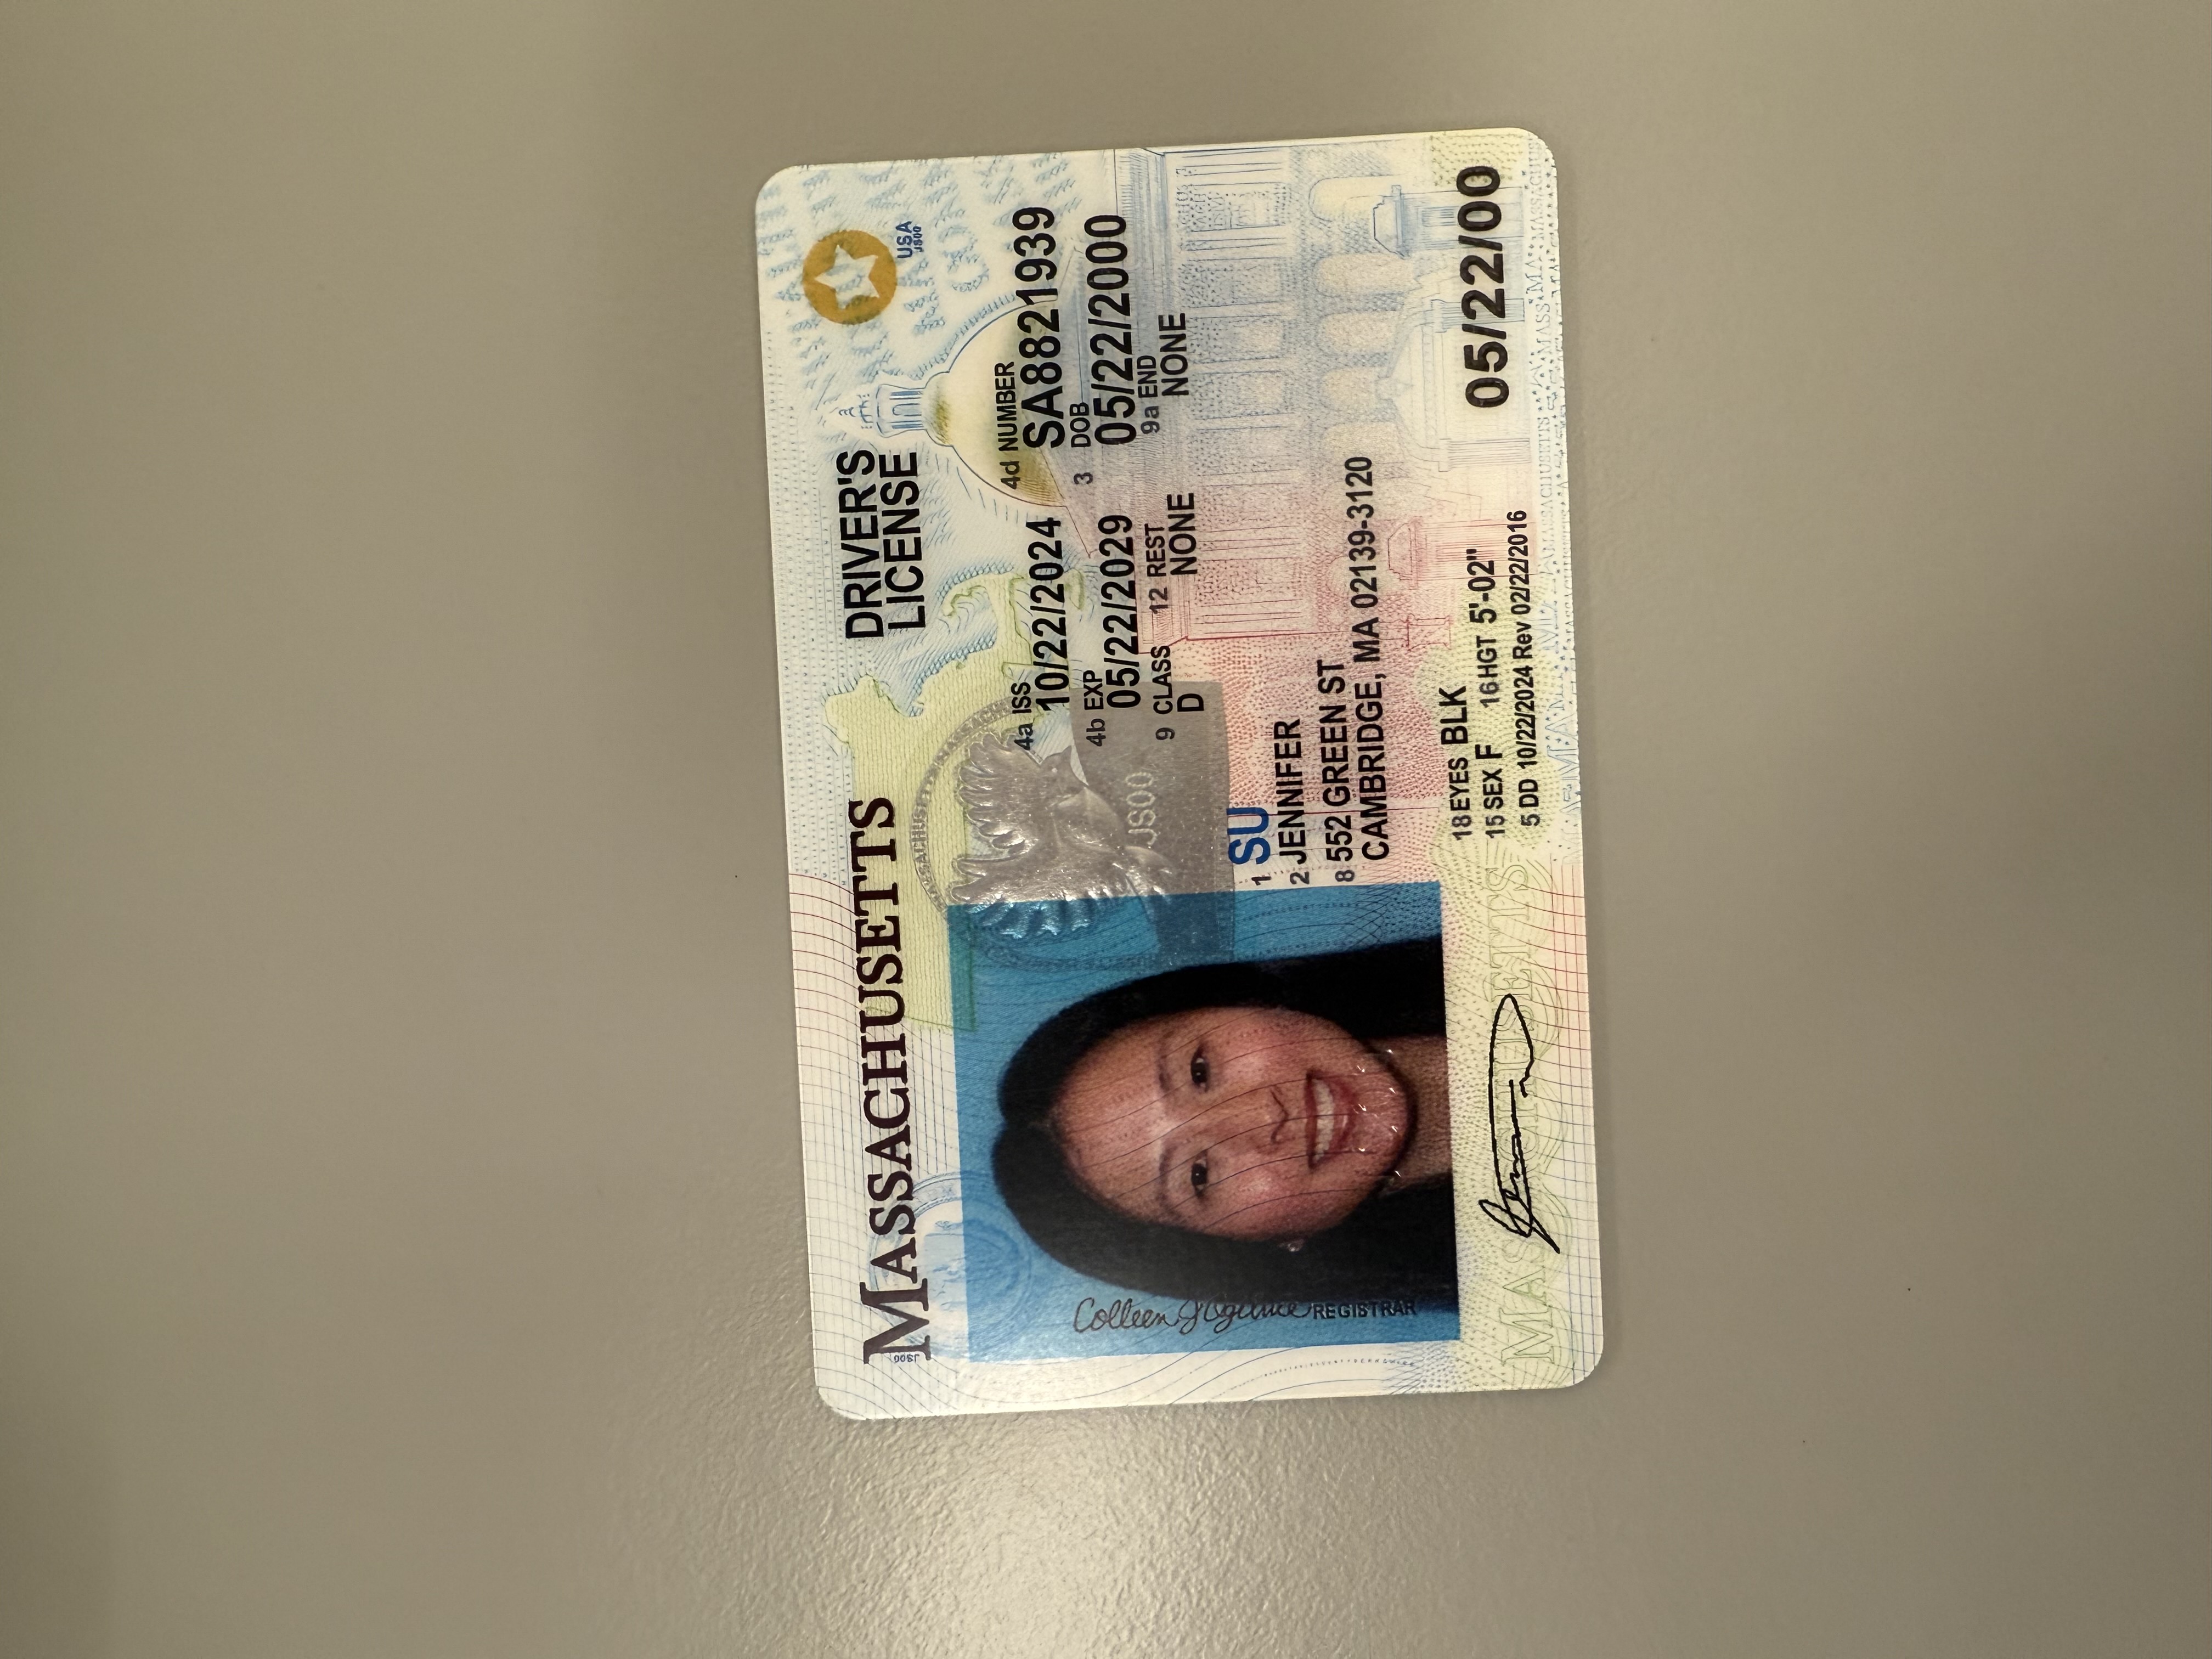 MASSACHUSETTS
DRIVER'S
LICENSE
USA
JS00
JS00
4a ISS
10/22/2024
4d NUMBER
SA8821939
4b EXP
05/22/2029
3 DOB
05/22/2000
JS00
9 CLASS
D
12 REST
NONE
9a END
NONE
1 SU
2 JENNIFER
8 552 GREEN ST
CAMBRIDGE, MA 02139-3120
18 EYES BLK
15 SEX F 16 HGT 5'-02"
5 DD 10/22/2024 Rev 02/22/2016
05/22/00
REGISTRAR
MASSACHUSETTS